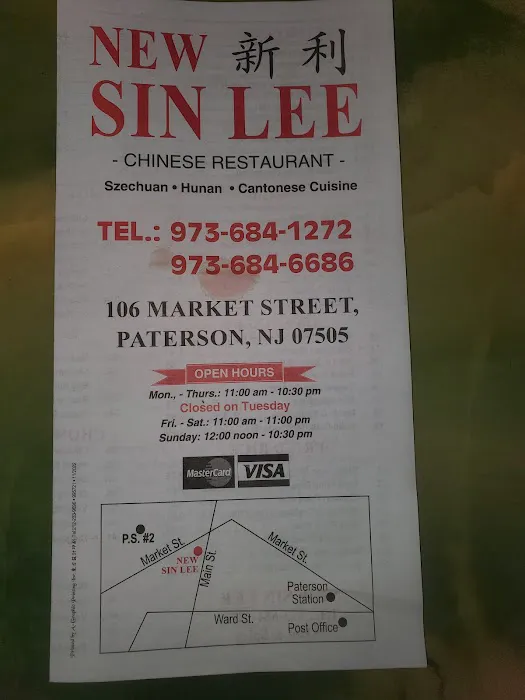 NEW 新利
SIN LEE
- CHINESE RESTAURANT -
Szechuan • Hunan • Cantonese Cuisine
TEL.: 973-684-1272
973-684-6686
106 MARKET STREET,
PATERSON, NJ 07505
OPEN HOURS
Mon., - Thurs.: 11:00 am - 10:30 pm
Closed on Tuesday
Fri. - Sat.: 11:00 am - 11:00 pm
Sunday: 12:00 noon - 10:30 pm
MasterCard VISA
P.S. #2
Market St.
NEW
SIN LEE
Main St.
Market St.
Paterson
Station
Ward St.
Post Office